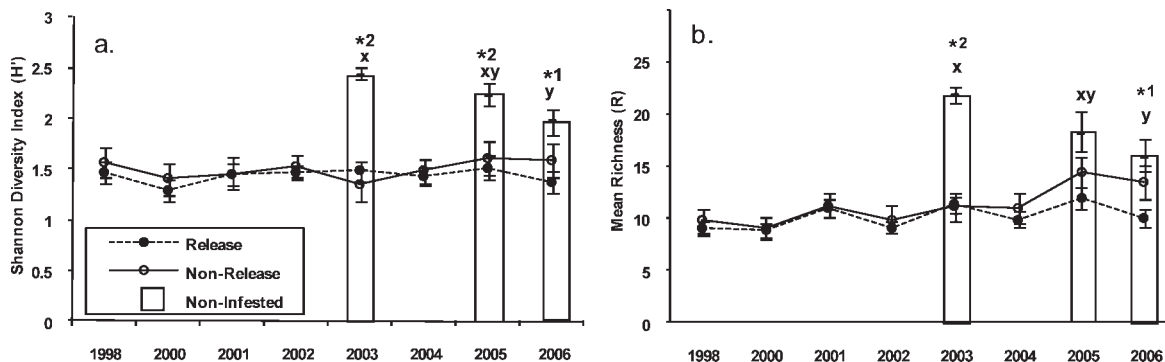 a.
Shannon Diversity Index (H')
3
2.5
2
1.5
1
0.5
0
*2
x
*2
xy
*1
y
Release
Non-Release
Non-Infested
1998 2000 2001 2002 2003 2004 2005 2006
b.
Mean Richness (R)
25
20
15
10
5
0
*2
x
xy
*1
y
1998 2000 2001 2002 2003 2004 2005 2006